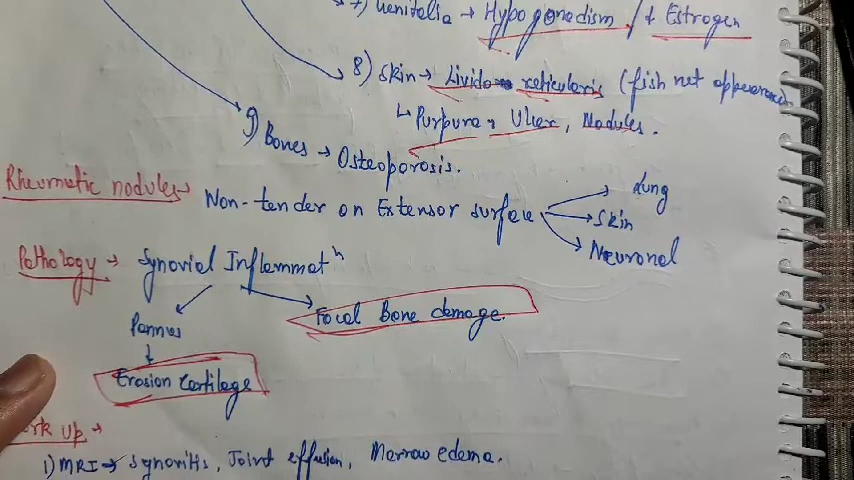 7) Genitalia → Hypogonedism / ↓ Estrogen
8) Skin → Livido reticularis (fish net appearance
↳ Purpura, Ulcer, Nodules.
9) Bones → Osteoporosis.
Rheumatic nodules → Non-tender on Extensor surface → Lung
→ Skin
→ Neuronal
Pathology → Synovial Inflammatⁿ
Pannus
Focal Bone damage.
↓
Erosion Cartilage
ork up →
1) MRI → Synovitis, Joint effusion, Marrow edema.